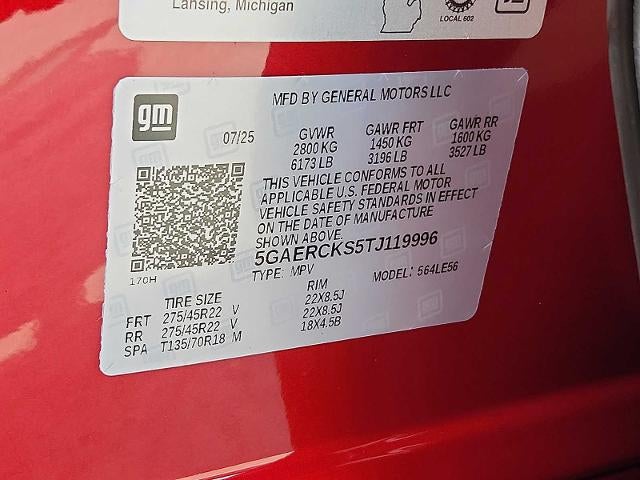 Lansing, Michigan
LOCAL 602
gm
MFD BY GENERAL MOTORS LLC
07/25
GVWR GAWR FRT GAWR RR
2800 KG 1450 KG 1600 KG
6173 LB 3196 LB 3527 LB
THIS VEHICLE CONFORMS TO ALL
APPLICABLE U.S. FEDERAL MOTOR
VEHICLE SAFETY STANDARDS IN EFFECT
ON THE DATE OF MANUFACTURE
SHOWN ABOVE.
5GAERCKS5TJ119996
170H
TYPE: MPV MODEL: 564LE56
TIRE SIZE RIM
FRT 275/45R22 V 22X8.5J
RR 275/45R22 V 22X8.5J
SPA T135/70R18 M 18X4.5B